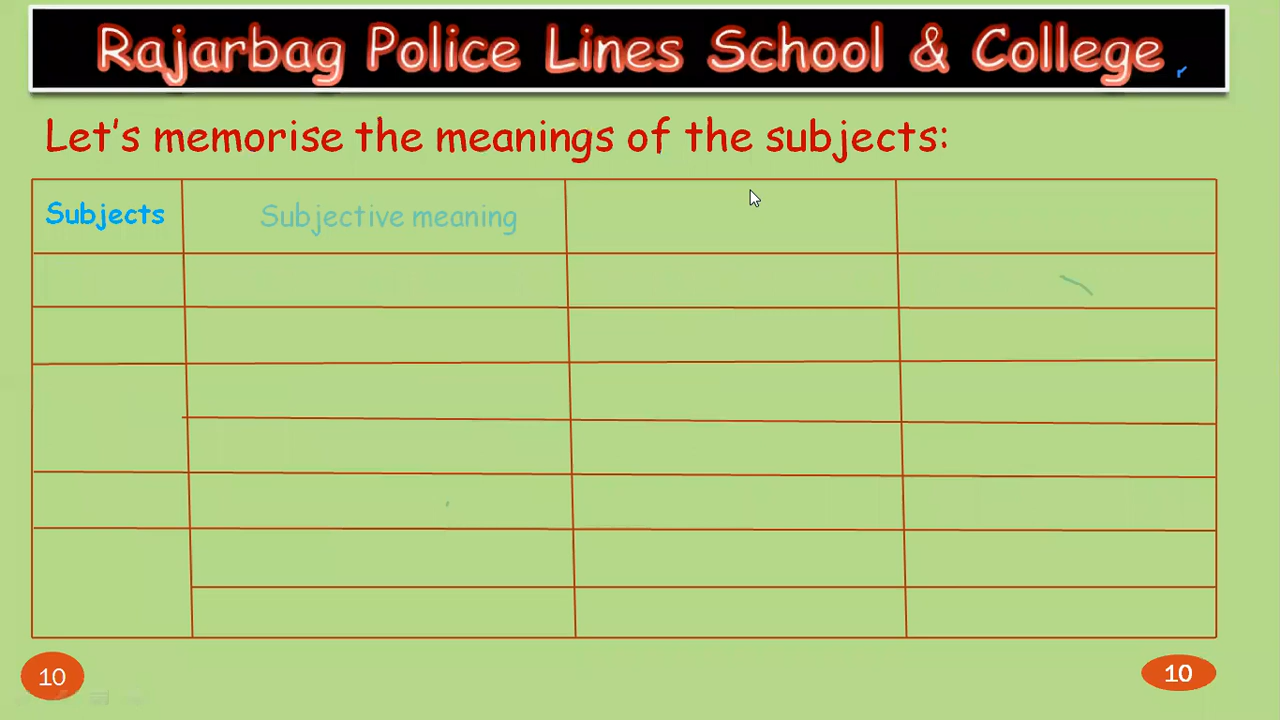 Rajarbag Police Lines School & College
Let's memorise the meanings of the subjects:
Subjects Subjective meaning
10 10